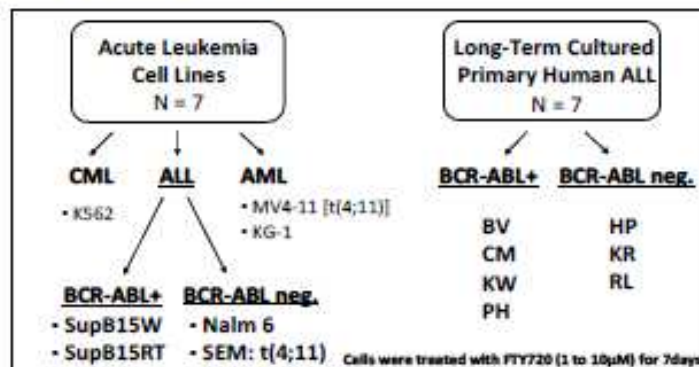 Acute Leukemia
Cell Lines
N = 7
CML
• K562
ALL
AML
• MV4-11 [t(4;11)]
• KG-1
BCR-ABL+
- SupB15W
- SupB15RT
BCR-ABL neg.
- Nalm 6
- SEM: t(4;11)
Long-Term Cultured
Primary Human ALL
N = 7
BCR-ABL+
BV
CM
KW
PH
BCR-ABL neg.
HP
KR
RL
Cells were treated with FTY720 (1 to 10μM) for 7days